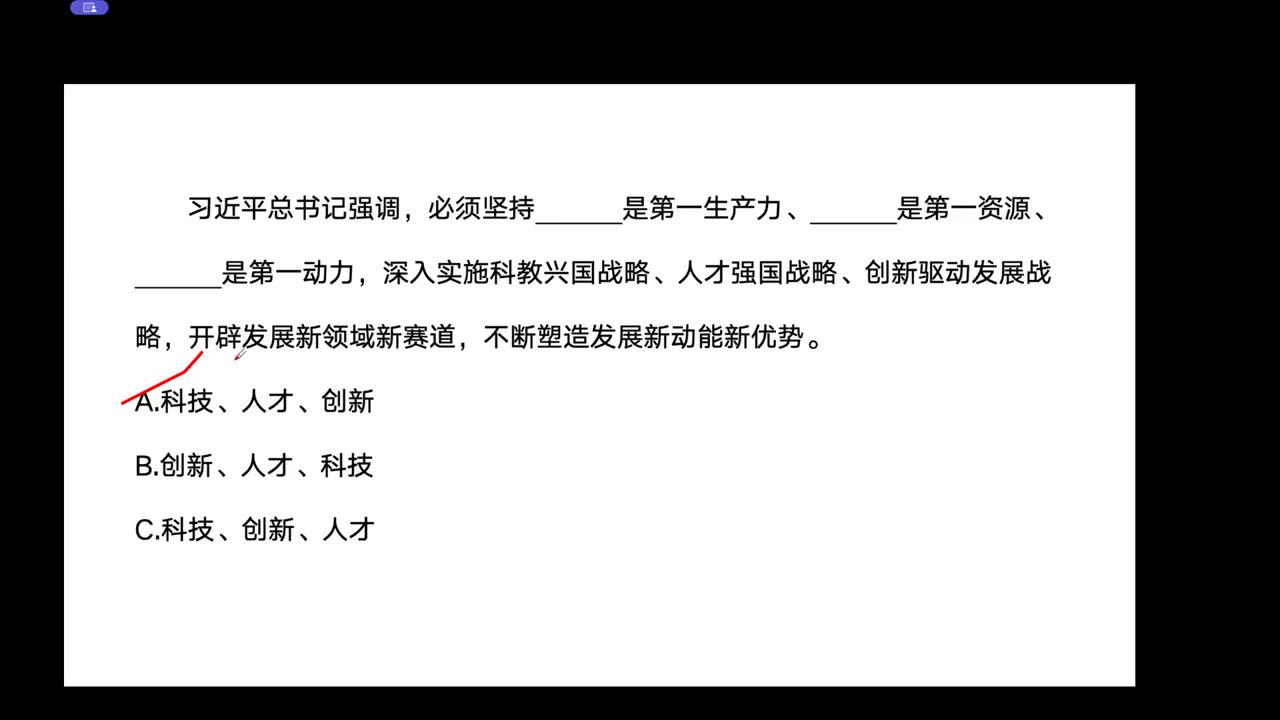 习近平总书记强调，必须坚持______是第一生产力、______是第一资源、
______是第一动力，深入实施科教兴国战略、人才强国战略、创新驱动发展战
略，开辟发展新领域新赛道，不断塑造发展新动能新优势。
A.科技、人才、创新
B.创新、人才、科技
C.科技、创新、人才